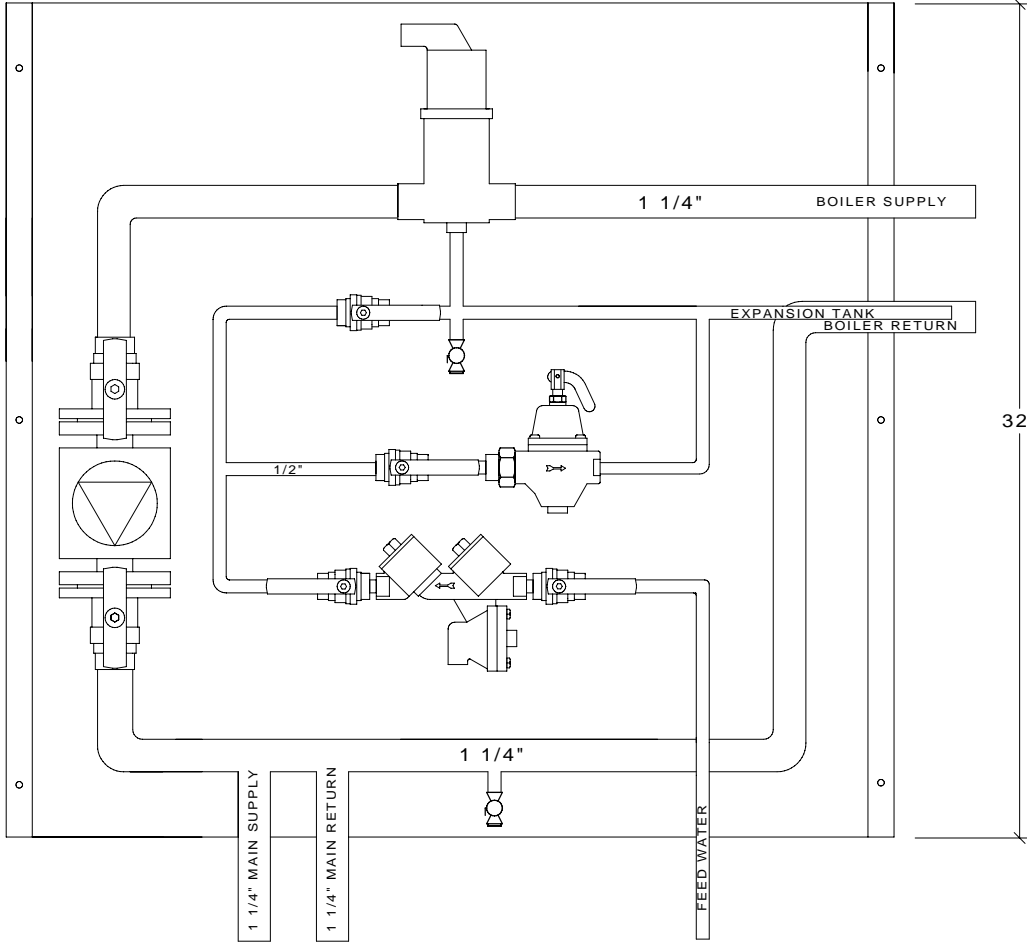 1 1/4"
BOILER SUPPLY
EXPANSION TANK
BOILER RETURN
32
1/2"
1 1/4"
1 1/4" MAIN SUPPLY
1 1/4" MAIN RETURN
FEED WATER